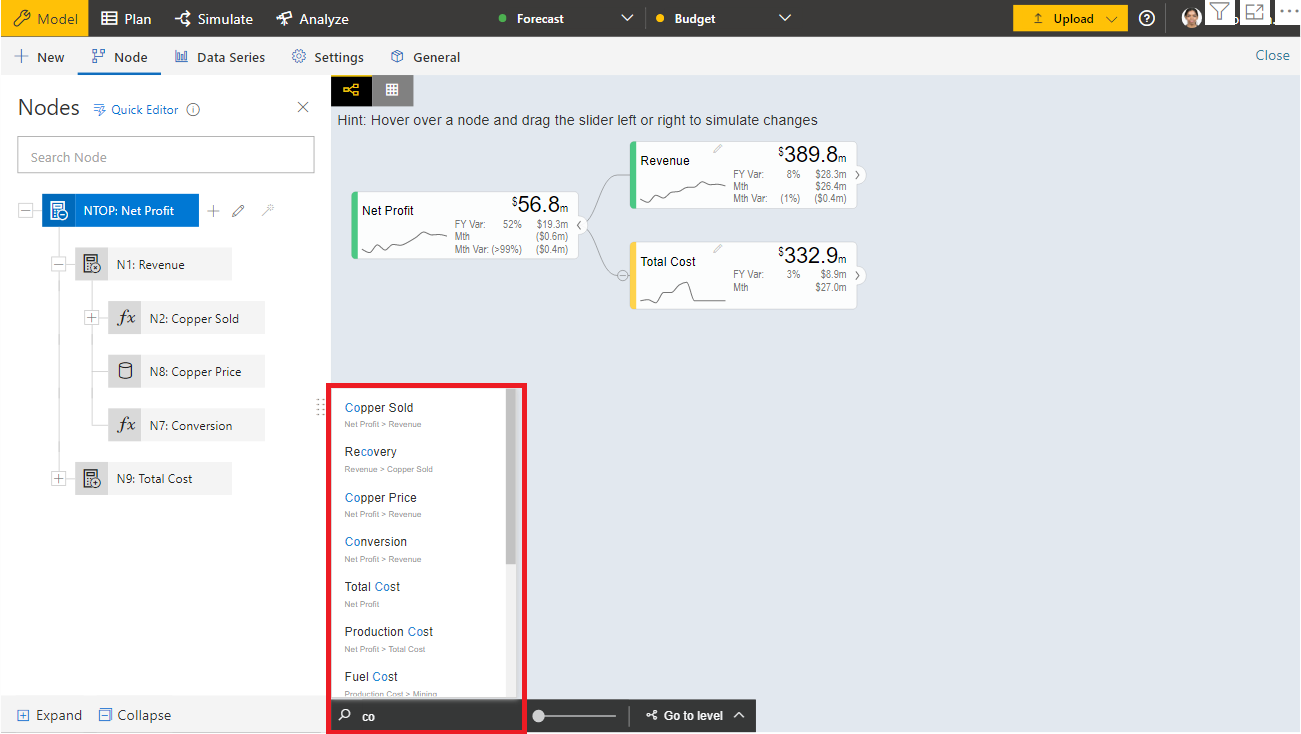 Model Plan Simulate Analyze Forecast Budget Upload
New Node Data Series Settings General Close
Nodes Quick Editor
Search Node
NTOP: Net Profit
N1: Revenue
N2: Copper Sold
N8: Copper Price
N7: Conversion
N9: Total Cost
Expand Collapse
Hint: Hover over a node and drag the slider left or right to simulate changes
Net Profit $56.8m
FY Var: 52% $19.3m
Mth ($0.6m)
Mth Var: (>99%) ($0.4m)
Revenue $389.8m
FY Var: 8% $28.3m
Mth $26.4m
Mth Var: (1%) ($0.4m)
Total Cost $332.9m
FY Var: 3% $8.9m
Mth $27.0m
Copper Sold
Net Profit > Revenue
Recovery
Revenue > Copper Sold
Copper Price
Net Profit > Revenue
Conversion
Net Profit > Revenue
Total Cost
Net Profit
Production Cost
Net Profit > Total Cost
Fuel Cost
Production Cost > Mining
co
Go to level